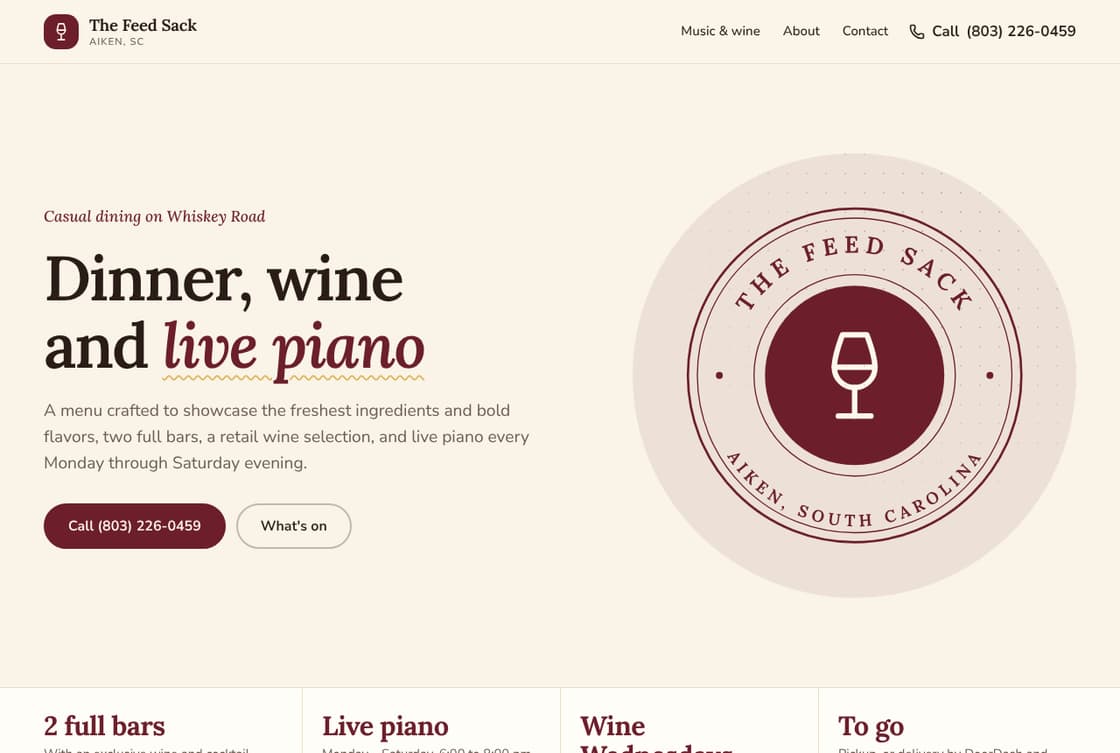 The Feed Sack
AIKEN, SC
Music & wine
About
Contact
Call (803) 226-0459
Casual dining on Whiskey Road
Dinner, wine
and live piano
A menu crafted to showcase the freshest ingredients and bold
flavors, two full bars, a retail wine selection, and live piano every
Monday through Saturday evening.
Call (803) 226-0459
What's on
THE FEED SACK
AIKEN, SOUTH CAROLINA
2 full bars
Live piano
Wine
Wednesdays
To go